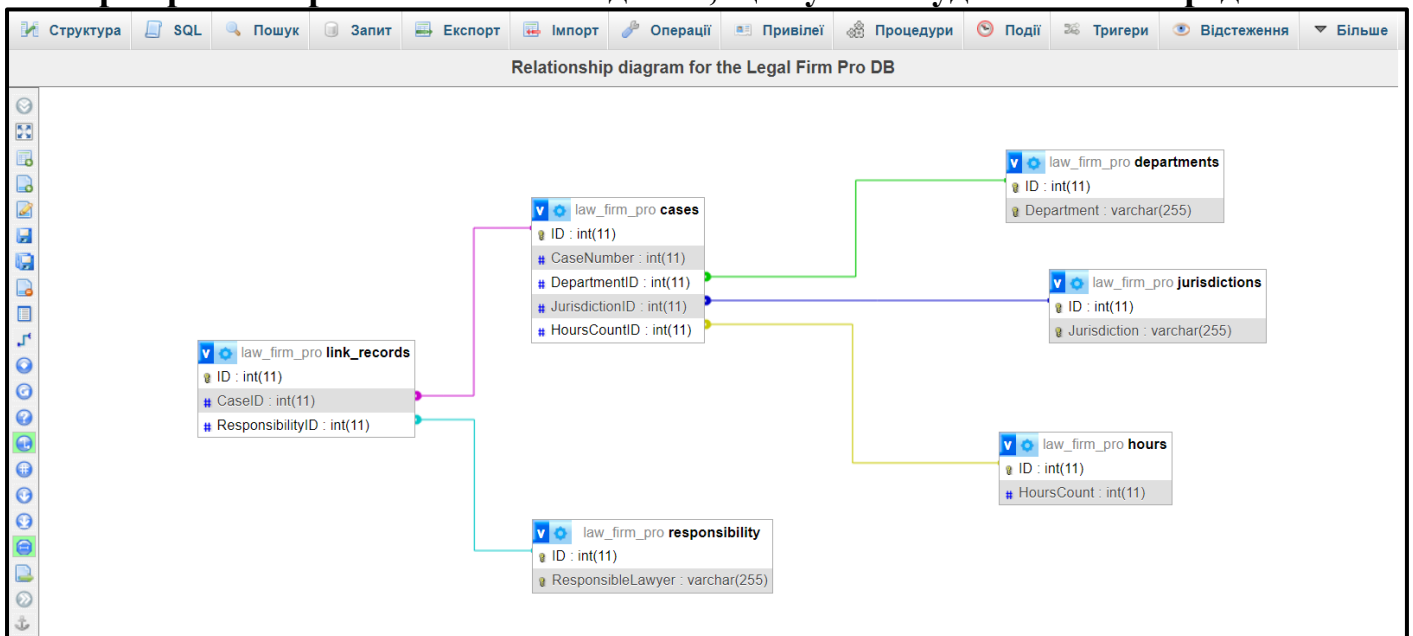 Структура SQL Пошук Запит Експорт Імпорт Операції Привілеї Процедури Події Тригери Відстеження Більше
Relationship diagram for the Legal Firm Pro DB
law_firm_pro departments
ID : int(11)
Department : varchar(255)
law_firm_pro cases
ID : int(11)
CaseNumber : int(11)
DepartmentID : int(11)
JurisdictionID : int(11)
HoursCountID : int(11)
law_firm_pro jurisdictions
ID : int(11)
Jurisdiction : varchar(255)
law_firm_pro link_records
ID : int(11)
CaseID : int(11)
ResponsibilityID : int(11)
law_firm_pro hours
ID : int(11)
HoursCount : int(11)
law_firm_pro responsibility
ID : int(11)
ResponsibleLawyer : varchar(255)